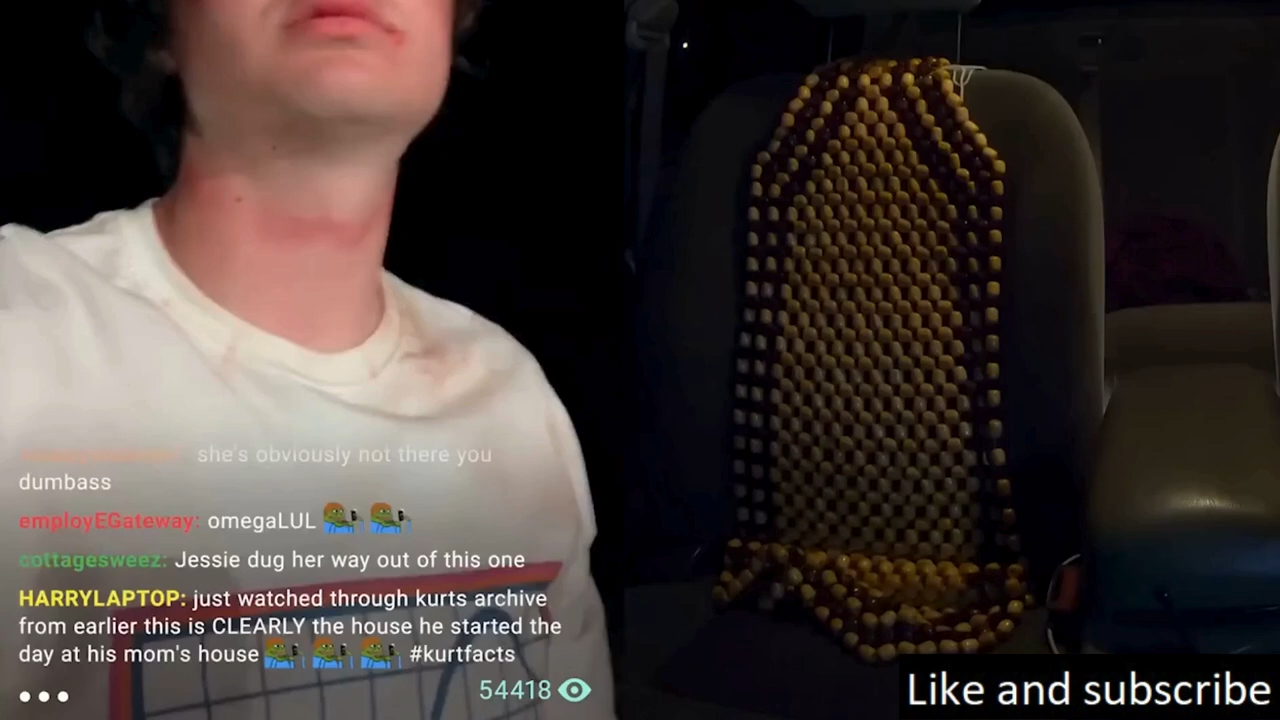 she's obviously not there you
dumbass
employEGateway: omegaLUL
cottagesweez: Jessie dug her way out of this one
HARRYLAPTOP: just watched through kurts archive
from earlier this is CLEARLY the house he started the
day at his mom's house #kurtfacts
54418
Like and subscribe